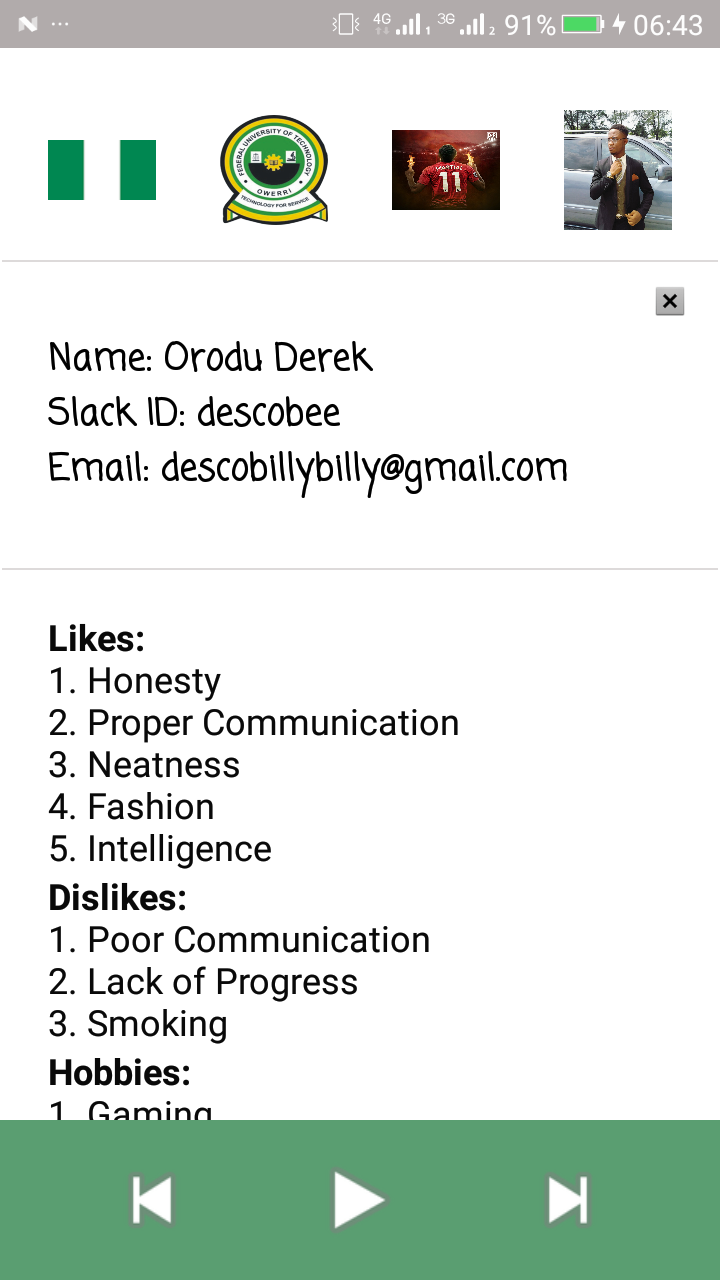 4G 1 3G 2 91% 06:43
FEDERAL UNIVERSITY OF TECHNOLOGY
OWERRI
TECHNOLOGY FOR SERVICE
MARTIAL
11
Name: Orodu Derek
Slack ID: descobee
Email: descobillybilly@gmail.com
Likes:
1. Honesty
2. Proper Communication
3. Neatness
4. Fashion
5. Intelligence
Dislikes:
1. Poor Communication
2. Lack of Progress
3. Smoking
Hobbies:
1. Gaming